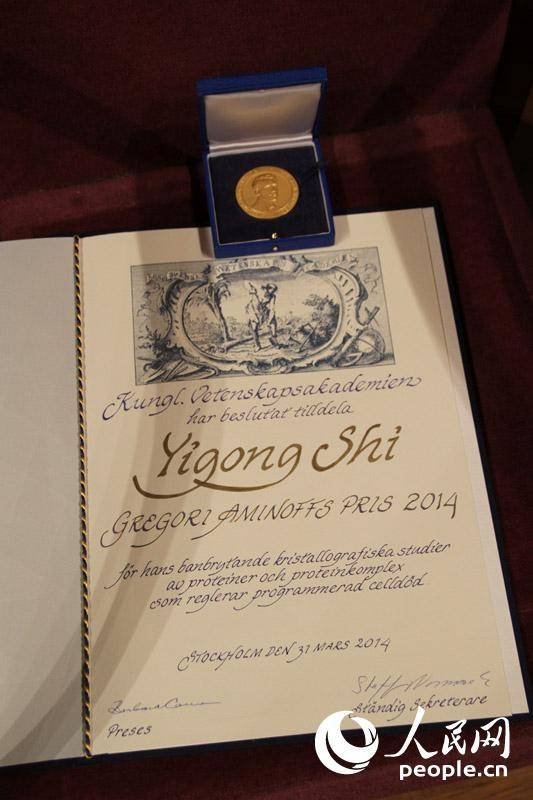 VETENSKAPS
Kungl. Vetenskapsakademien
har beslutat tilldela
Yigong Shi
GREGORI AMINOFFS PRIS 2014
för hans banbrytande kristallografiska studier
av proteiner och proteinkomplex
som reglerar programmerad celldöd.
STOCKHOLM DEN 31 MARS 2014
Preses
Ständig Sekreterare
人民网
people.cn